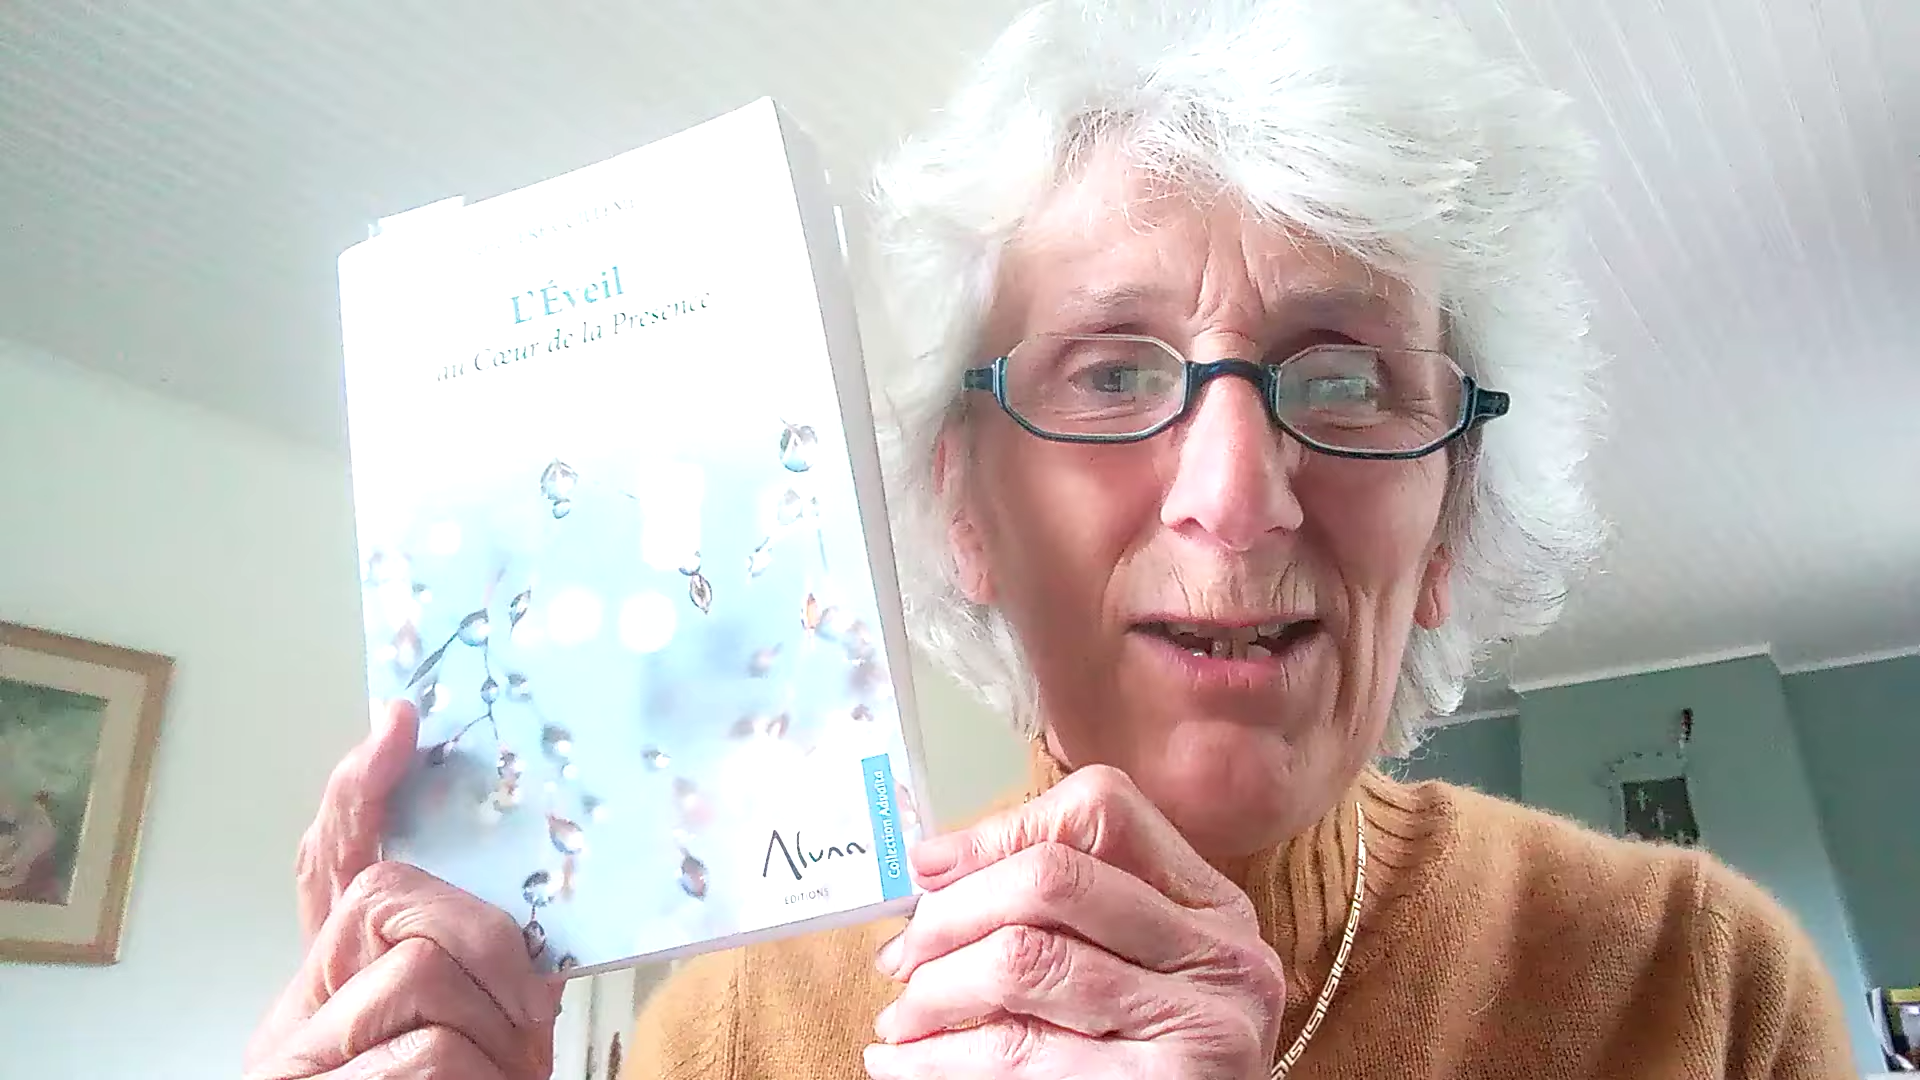 L'Éveil
au Cœur de la Présence
Aluna
EDITIONS
Collection Advaita